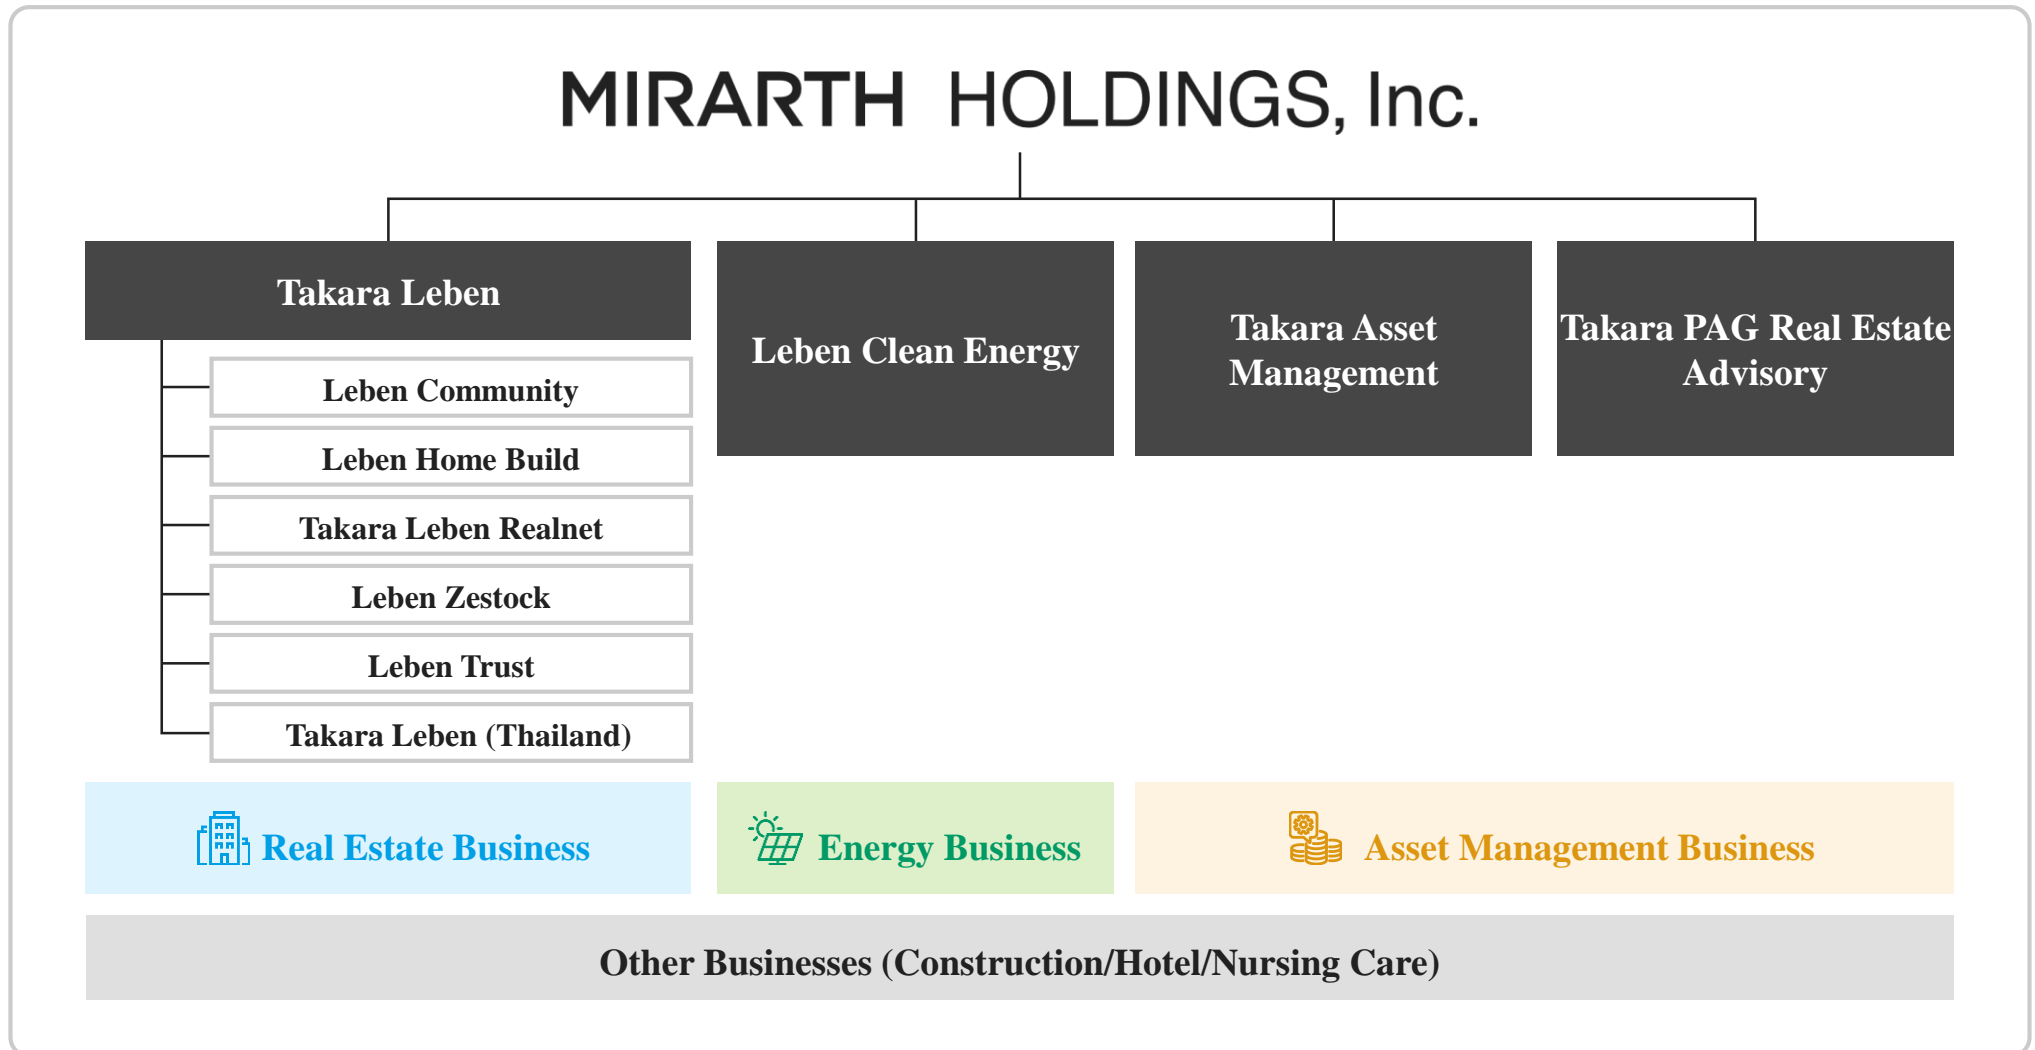 MIRARTH HOLDINGS, Inc.
Takara Leben
Leben Community
Leben Home Build
Takara Leben Realnet
Leben Zestock
Leben Trust
Takara Leben (Thailand)
Leben Clean Energy
Takara Asset
Management
Takara PAG Real Estate
Advisory
Real Estate Business
Energy Business
Asset Management Business
Other Businesses (Construction/Hotel/Nursing Care)